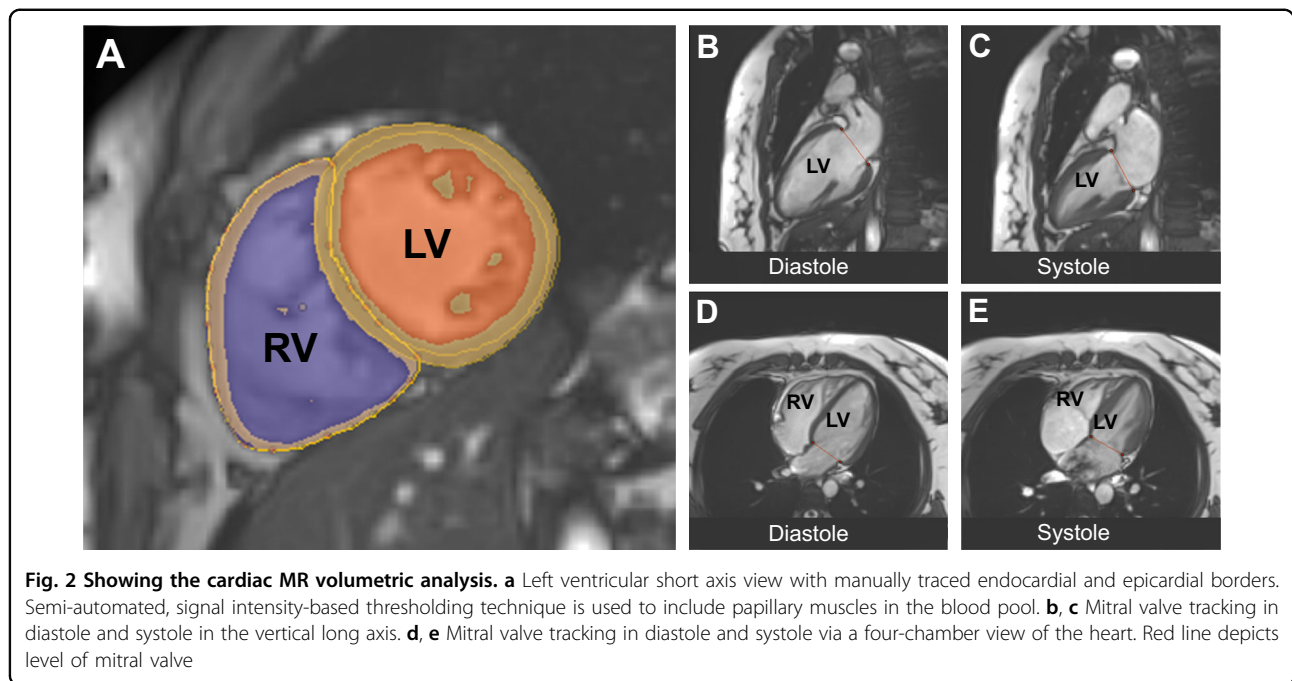 A
LV
RV
B
LV
Diastole
C
LV
Systole
D
RV
LV
Diastole
E
RV
LV
Systole
Fig. 2 Showing the cardiac MR volumetric analysis. a Left ventricular short axis view with manually traced endocardial and epicardial borders.
Semi-automated, signal intensity-based thresholding technique is used to include papillary muscles in the blood pool. b, c Mitral valve tracking in
diastole and systole in the vertical long axis. d, e Mitral valve tracking in diastole and systole via a four-chamber view of the heart. Red line depicts
level of mitral valve